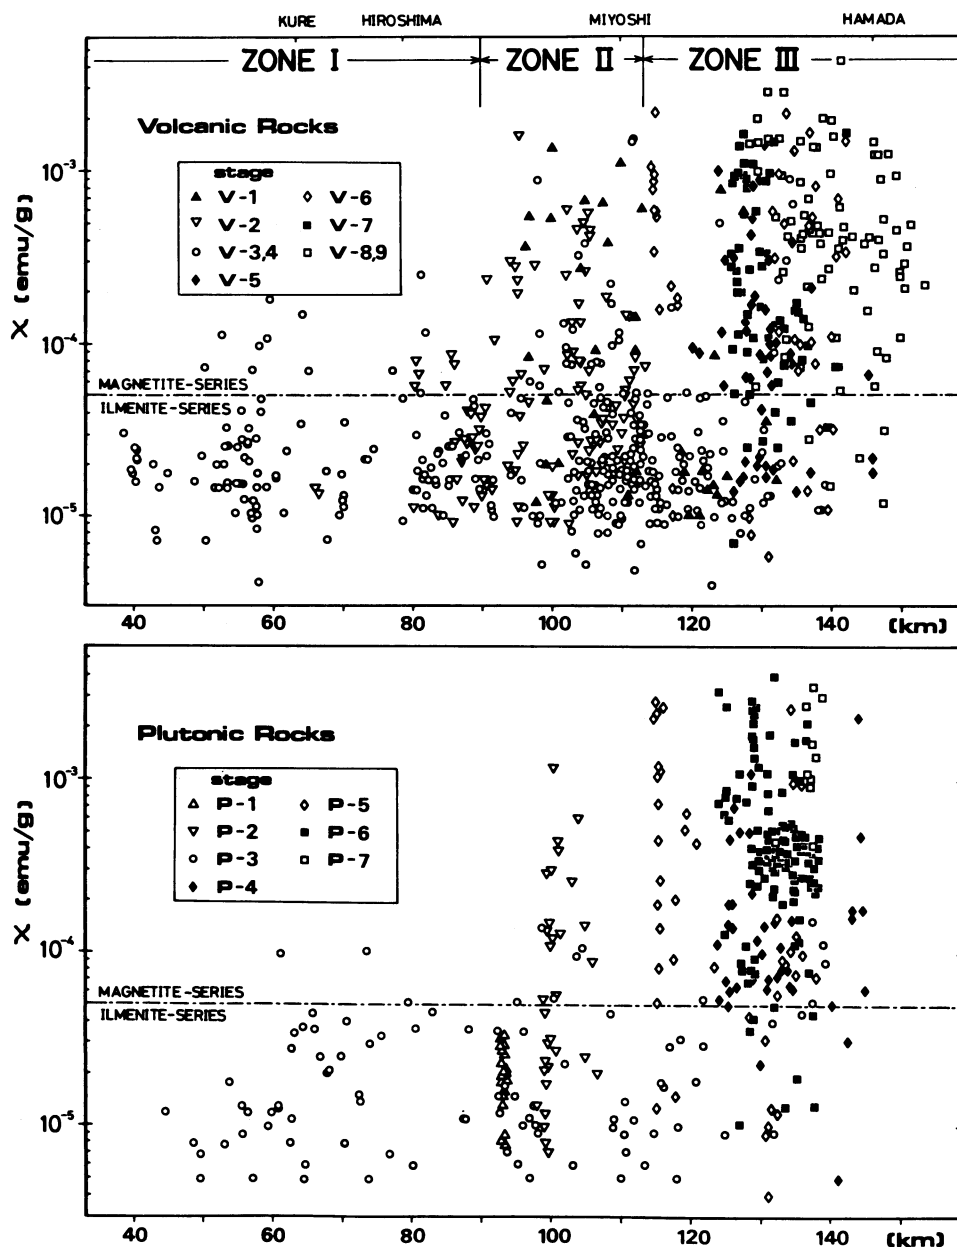 KURE HIROSHIMA MIYOSHI HAMADA
ZONE I ZONE II ZONE III
Volcanic Rocks
stage
V-1 V-6
V-2 V-7
V-3,4 V-8,9
V-5
χ (emu/g)
10⁻³
10⁻⁴
10⁻⁵
MAGNETITE-SERIES
ILMENITE-SERIES
40 60 80 100 120 140 (km)
Plutonic Rocks
stage
P-1 P-5
P-2 P-6
P-3 P-7
P-4
χ (emu/g)
10⁻³
10⁻⁴
10⁻⁵
MAGNETITE-SERIES
ILMENITE-SERIES
40 60 80 100 120 140 (km)